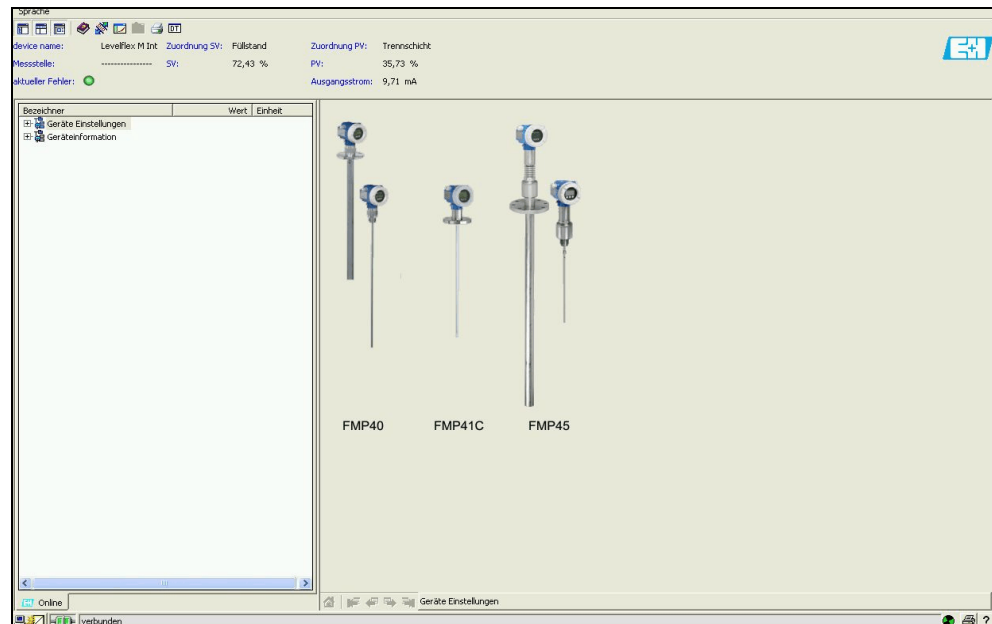 Sprache
DT
device name: Levelflex M Int Zuordnung SV: Füllstand Zuordnung PV: Trennschicht
Messstelle: --------------- SV: 72,43 % PV: 35,73 %
aktueller Fehler: Ausgangsstrom: 9,71 mA
E+H
Bezeichner Wert Einheit
Geräte Einstellungen
Geräteinformation
FMP40 FMP41C FMP45
Online
Geräte Einstellungen
verbunden
?